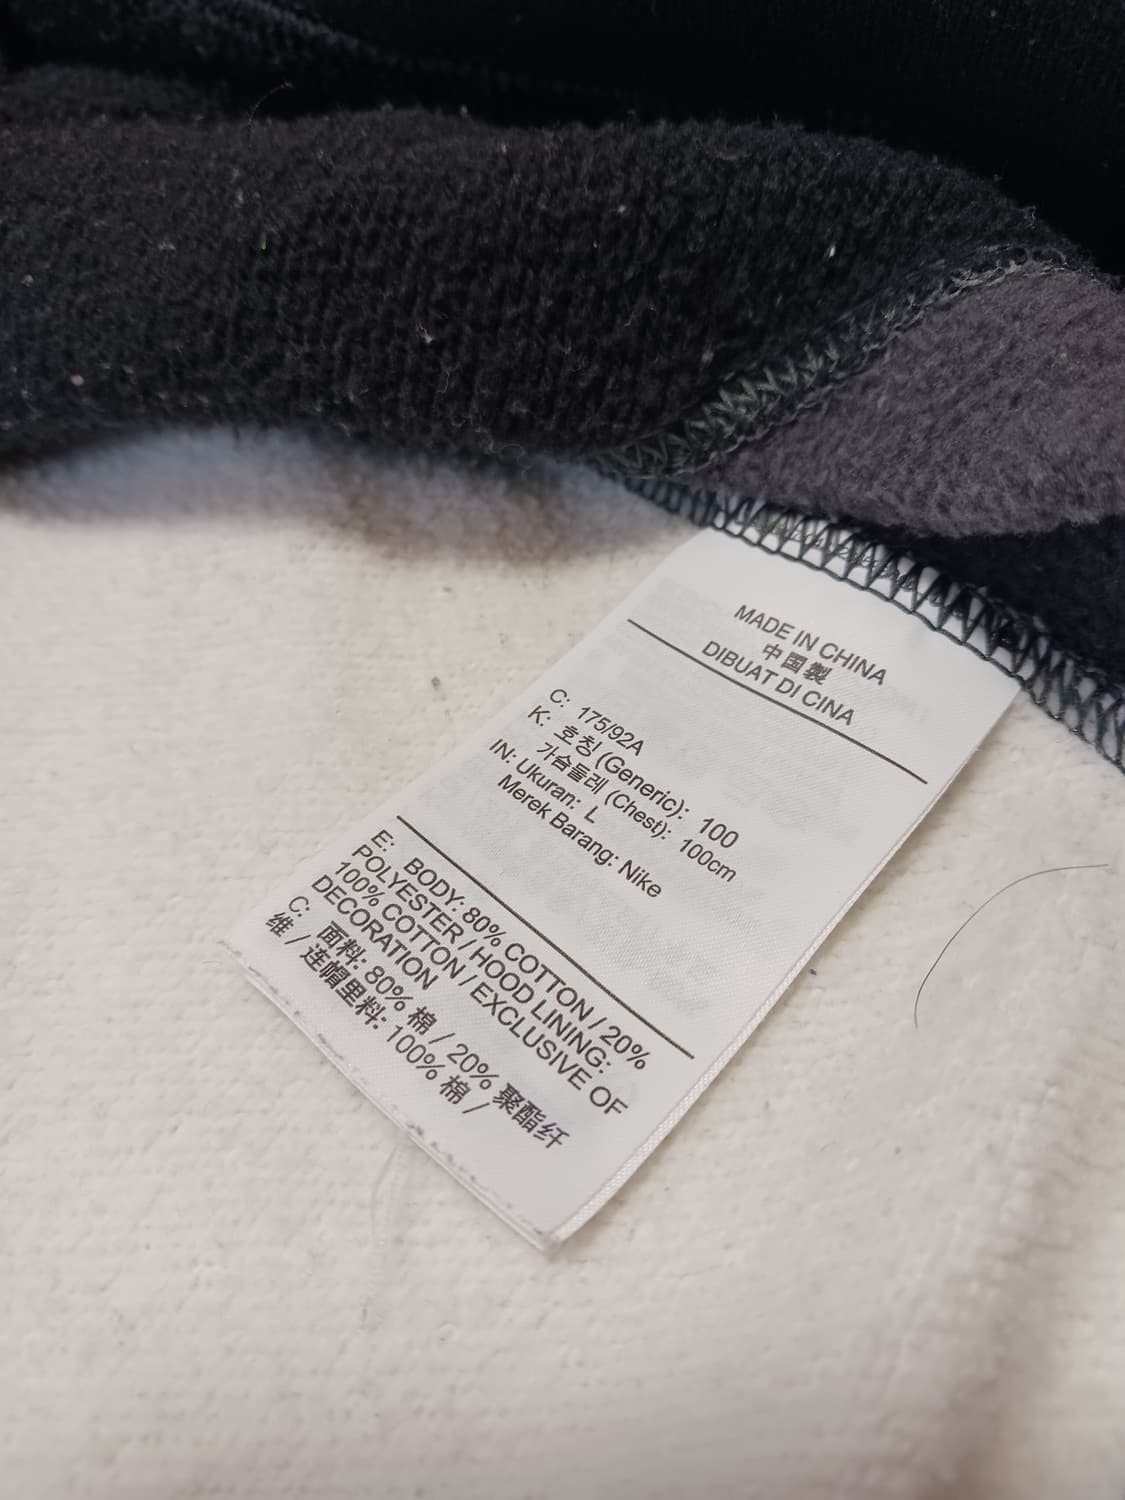 MADE IN CHINA
中国製
DIBUAT DI CINA
C: 175/92A
K: 호칭 (Generic): 100
가슴둘레 (Chest): 100cm
IN: Ukuran: L
Merek Barang: Nike
E: BODY: 80% COTTON / 20%
POLYESTER / HOOD LINING:
100% COTTON / EXCLUSIVE OF
DECORATION
C: 面料: 80% 棉 / 20% 聚酯纤
维 / 连帽里料: 100% 棉 /